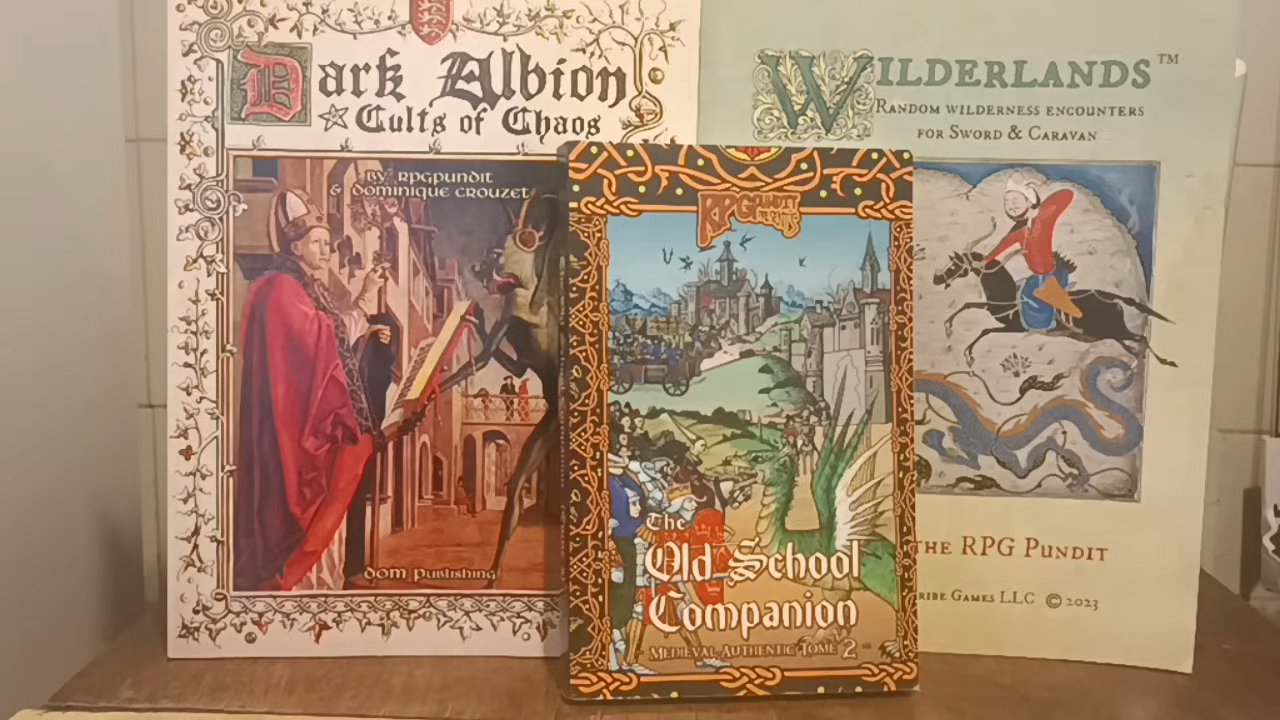 Dark Albion
Cults of Chaos
By RPGPundit
& Dominique Crouzet
DOM Publishing
RPGPUNDIT
PRESENTS
The
Old School
Companion
Medieval Authentic Tome 2
WILDERLANDS™
Random wilderness encounters
for Sword & Caravan
the RPG Pundit
ribe Games LLC © 2023